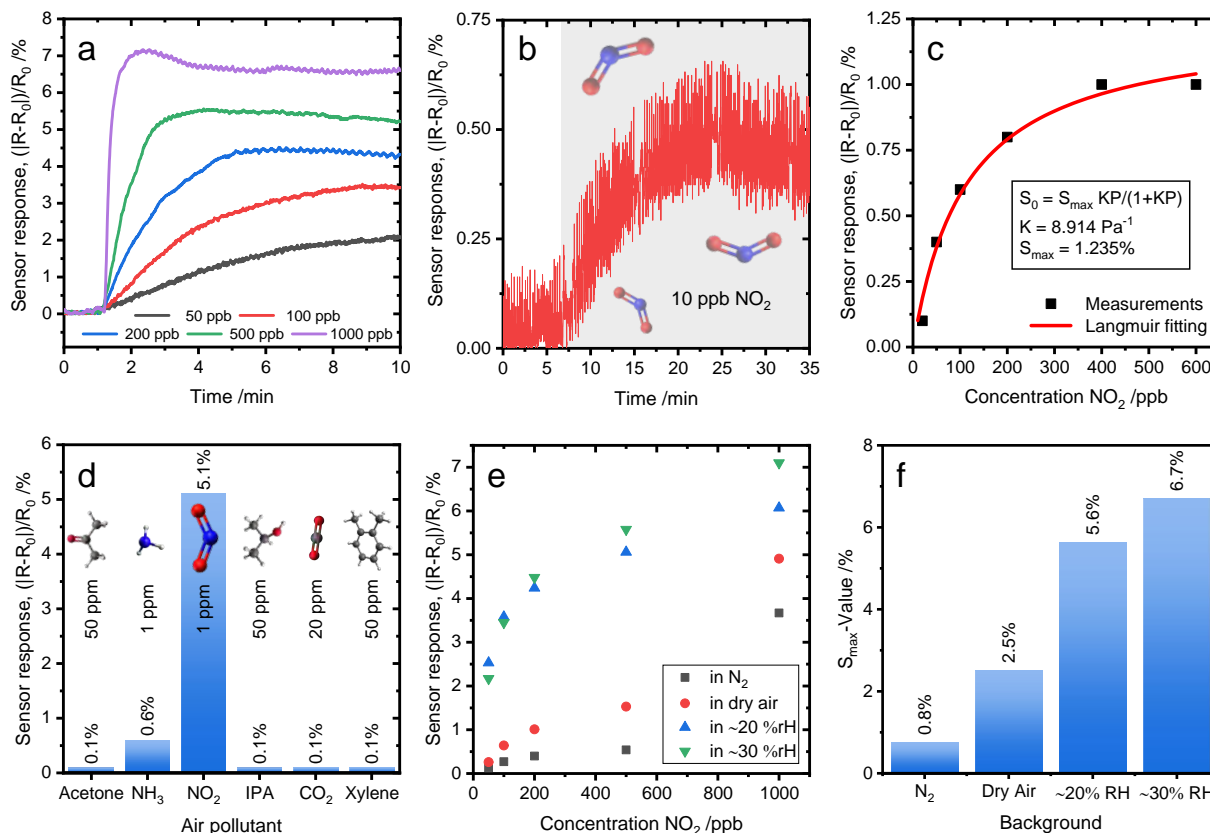 a
Sensor response, (|R-R₀|)/R₀ /%
8
7
6
5
4
3
2
1
0
50 ppb
100 ppb
200 ppb
500 ppb
1000 ppb
0 2 4 6 8 10
Time /min
b
Sensor response, (|R-R₀|)/R₀ /%
0.75
0.50
0.25
0.00
10 ppb NO₂
0 5 10 15 20 25 30 35
Time /min
c
Sensor response, (|R-R₀|)/R₀ /%
1.25
1.00
0.75
0.50
0.25
0.00
S₀ = Sₘₐₓ KP/(1+KP)
K = 8.914 Pa⁻¹
Sₘₐₓ = 1.235%
Measurements
Langmuir fitting
0 100 200 300 400 500 600
Concentration NO₂ /ppb
d
Sensor response, (|R-R₀|)/R₀ /%
6
5
4
3
2
1
0
0.1%
0.6%
5.1%
0.1%
0.1%
0.1%
50 ppm
1 ppm
1 ppm
50 ppm
20 ppm
50 ppm
Acetone NH₃ NO₂ IPA CO₂ Xylene
Air pollutant
e
Sensor response, (|R-R₀|)/R₀ /%
7
6
5
4
3
2
1
0
in N₂
in dry air
in ~20 %rH
in ~30 %rH
0 200 400 600 800 1000
Concentration NO₂/ppb
f
Sₘₐₓ-Value /%
8
6
4
2
0
0.8%
2.5%
5.6%
6.7%
N₂ Dry Air ~20% RH ~30% RH
Background